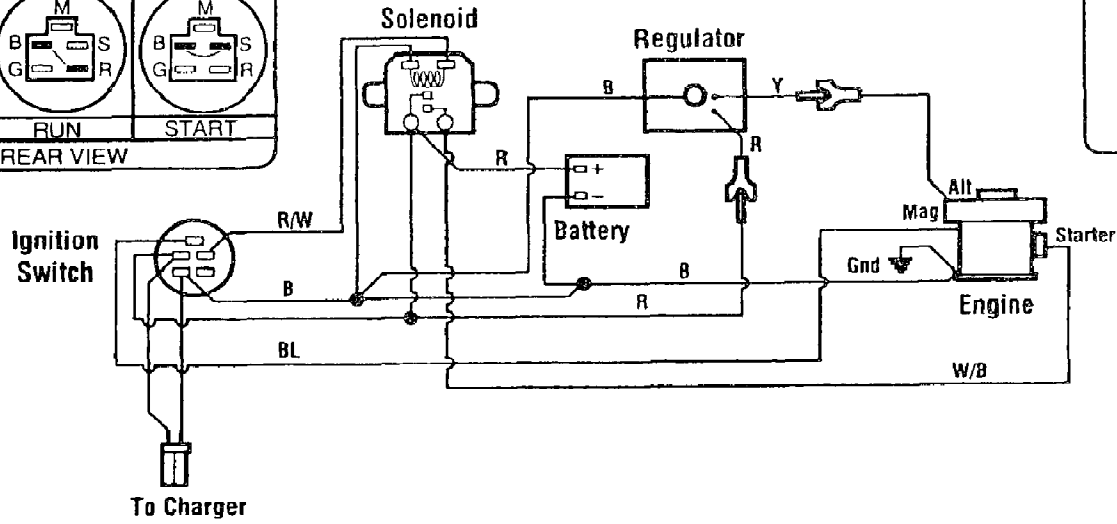 M
B S
G R
RUN
M
B S
G R
START
REAR VIEW
Solenoid
Regulator
B
Y
R
R
+
−
Battery
Alt
Mag
Starter
Gnd
Engine
Ignition
Switch
R/W
B
B
R
BL
W/B
To Charger